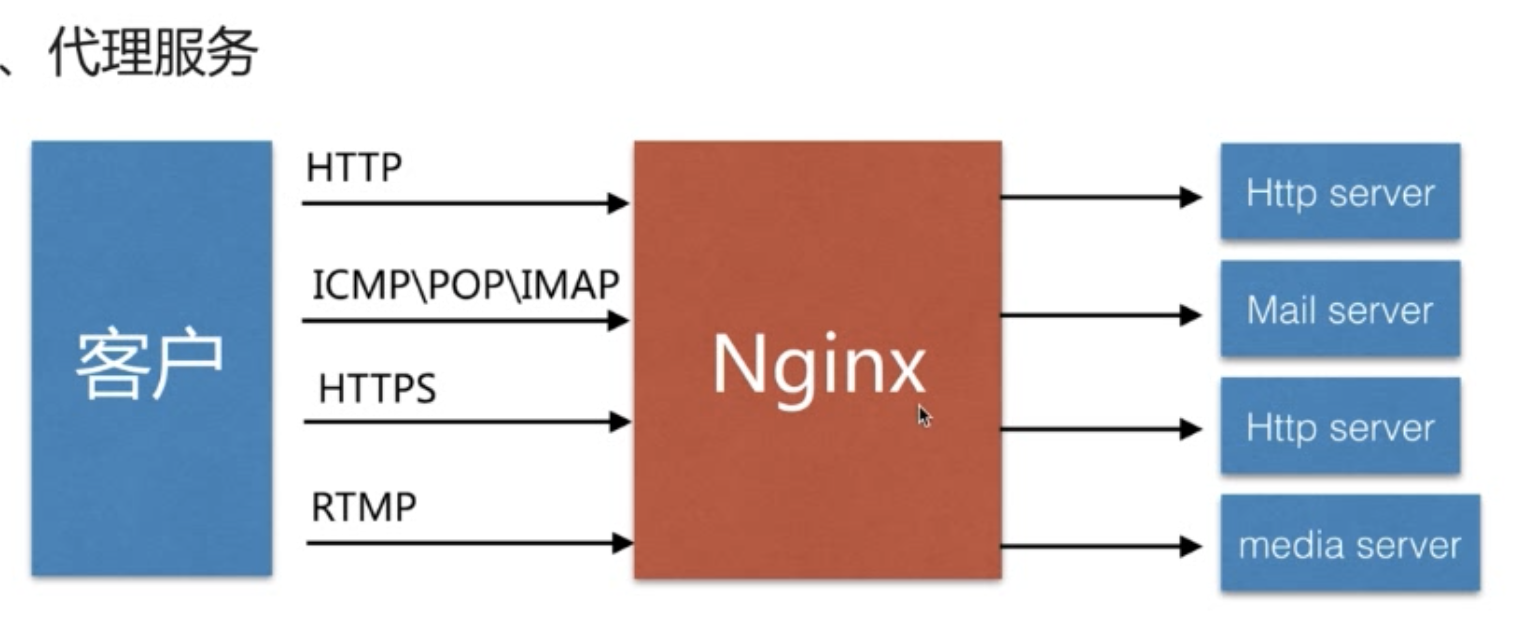 、代理服务
客户
HTTP
ICMP\POP\IMAP
HTTPS
RTMP
Nginx
Http server
Mail server
Http server
media server